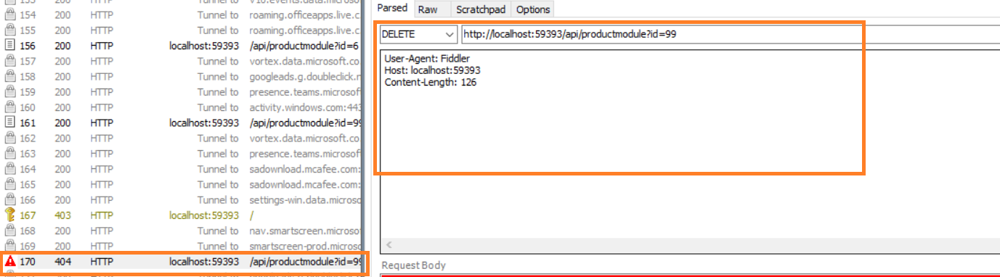 153 200 HTTP Tunnel to v10.events.data.microso
154 200 HTTP Tunnel to roaming.officeapps.live.c
155 200 HTTP Tunnel to roaming.officeapps.live.c
156 200 HTTP localhost:59393 /api/productmodule?id=6
157 200 HTTP Tunnel to vortex.data.microsoft.co
158 200 HTTP Tunnel to googleads.g.doubleclick.n
159 200 HTTP Tunnel to presence.teams.microsof
160 200 HTTP Tunnel to activity.windows.com:443
161 200 HTTP localhost:59393 /api/productmodule?id=99
162 200 HTTP Tunnel to vortex.data.microsoft.co
163 200 HTTP Tunnel to presence.teams.microsof
164 200 HTTP Tunnel to sadownload.mcafee.com:
165 200 HTTP Tunnel to sadownload.mcafee.com:
166 200 HTTP Tunnel to settings-win.data.microso
167 403 HTTP localhost:59393 /
168 200 HTTP Tunnel to nav.smartscreen.microsof
169 200 HTTP Tunnel to smartscreen-prod.microso
170 404 HTTP localhost:59393 /api/productmodule?id=99
Parsed Raw Scratchpad Options
DELETE http://localhost:59393/api/productmodule?id=99
User-Agent: Fiddler
Host: localhost:59393
Content-Length: 126
Request Body